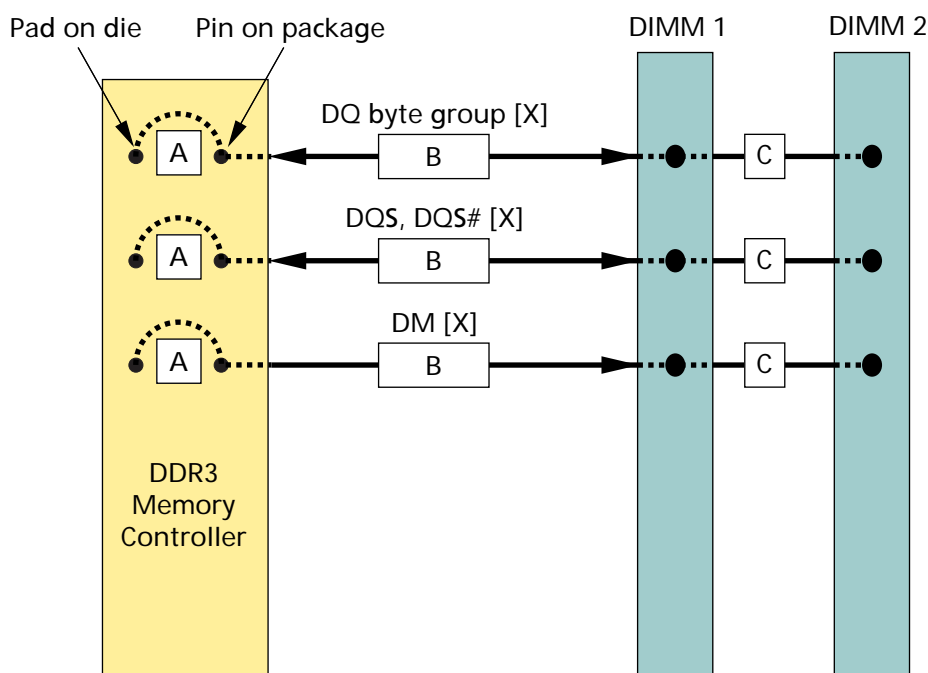 Pad on die
Pin on package
DIMM 1
DIMM 2
DQ byte group [X]
A
B
C
DQS, DQS# [X]
A
B
C
DM [X]
A
B
C
DDR3
Memory
Controller